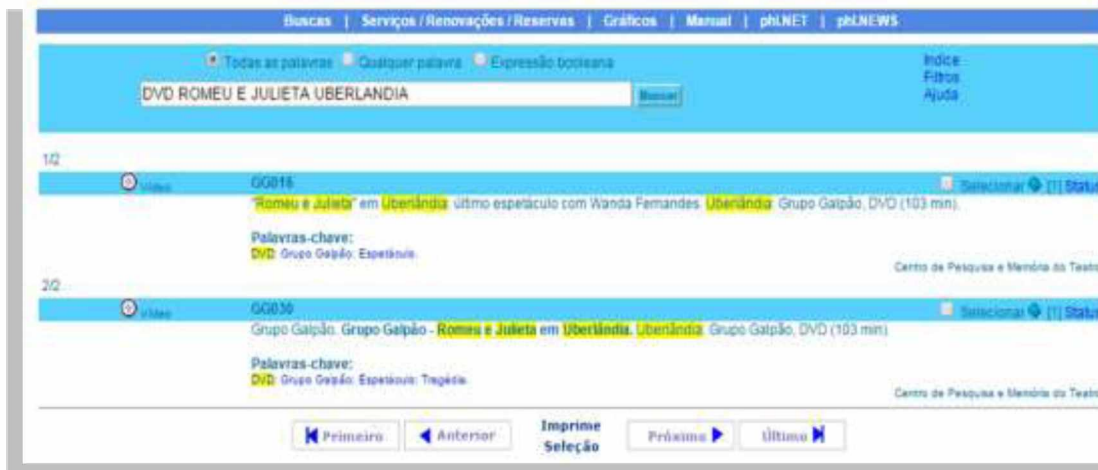 Buscas | Serviços / Renovações / Reservas | Gráficos | Manual | phl.NET | phl.NEWS
Todas as palavras Qualquer palavra Expressão booleana
Índice
Filtros
Ajuda
DVD ROMEU E JULIETA UBERLANDIA Buscar
1/2
Vídeo GG016 Selecionar [1] Status
"Romeu e Julieta" em Uberlândia: último espetáculo com Wanda Fernandes. Uberlândia: Grupo Galpão, DVD (103 min).
Palavras-chave:
DVD; Grupo Galpão; Espetáculo.
Centro de Pesquisa e Memória do Teatro
2/2
Vídeo GG030 Selecionar [1] Status
Grupo Galpão. Grupo Galpão - Romeu e Julieta em Uberlândia. Uberlândia: Grupo Galpão, DVD (103 min)
Palavras-chave:
DVD; Grupo Galpão; Espetáculo; Tragédia.
Centro de Pesquisa e Memória do Teatro
Primeiro Anterior Imprime Seleção Próximo Último